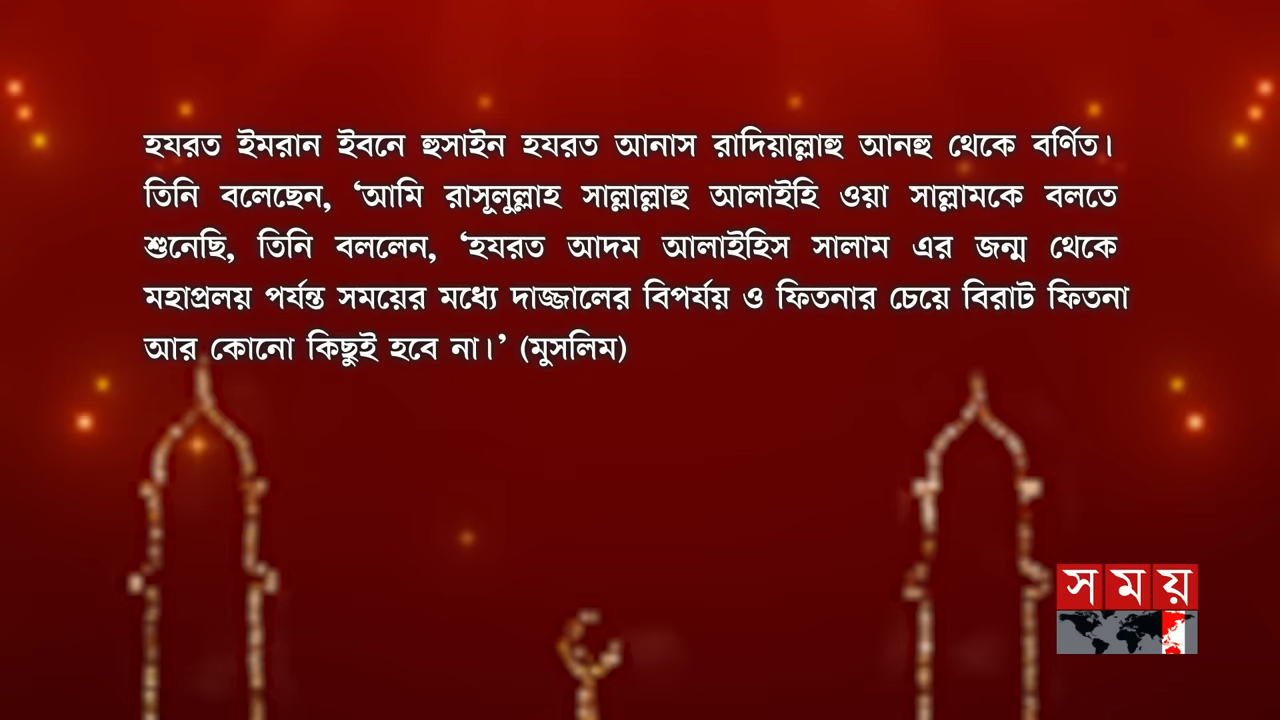 হযরত ইমরান ইবনে হুসাইন হযরত আনাস রাদিয়াল্লাহু আনহু থেকে বর্ণিত।
তিনি বলেছেন, ‘আমি রাসূলুল্লাহ সাল্লাল্লাহু আলাইহি ওয়া সাল্লামকে বলতে
শুনেছি, তিনি বললেন, ‘হযরত আদম আলাইহিস সালাম এর জন্ম থেকে
মহাপ্রলয় পর্যন্ত সময়ের মধ্যে দাজ্জালের বিপর্যয় ও ফিতনার চেয়ে বিরাট ফিতনা
আর কোনো কিছুই হবে না।’ (মুসলিম)
সময়